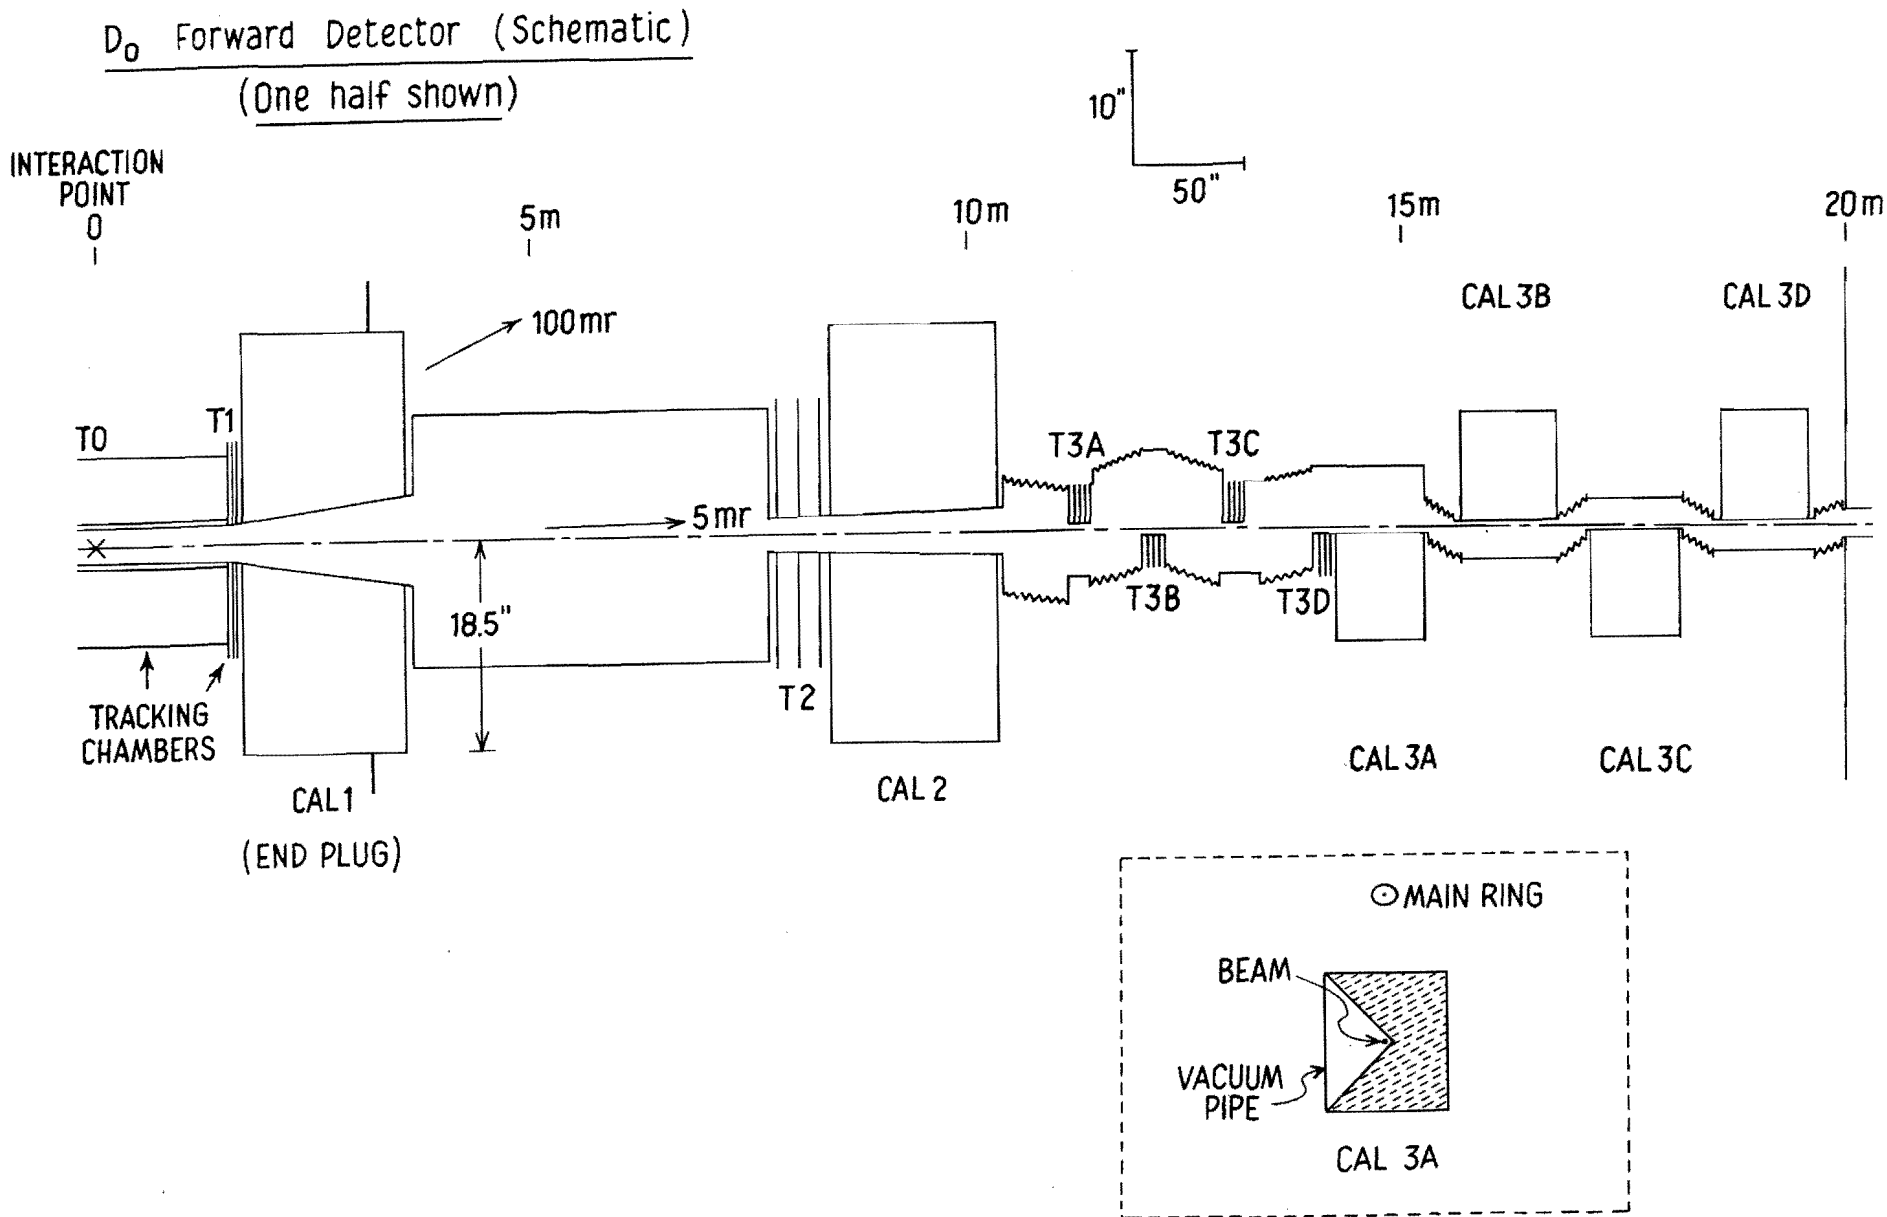 D₀ Forward Detector (Schematic)
(One half shown)
10"
50"
INTERACTION
POINT
0
5m
10m
15m
20m
CAL 3B
CAL 3D
100mr
T0
T1
T3A
T3C
5mr
18.5"
T3B
T3D
T2
TRACKING
CHAMBERS
CAL1
(END PLUG)
CAL 2
CAL 3A
CAL 3C
⊙ MAIN RING
BEAM
VACUUM
PIPE
CAL 3A